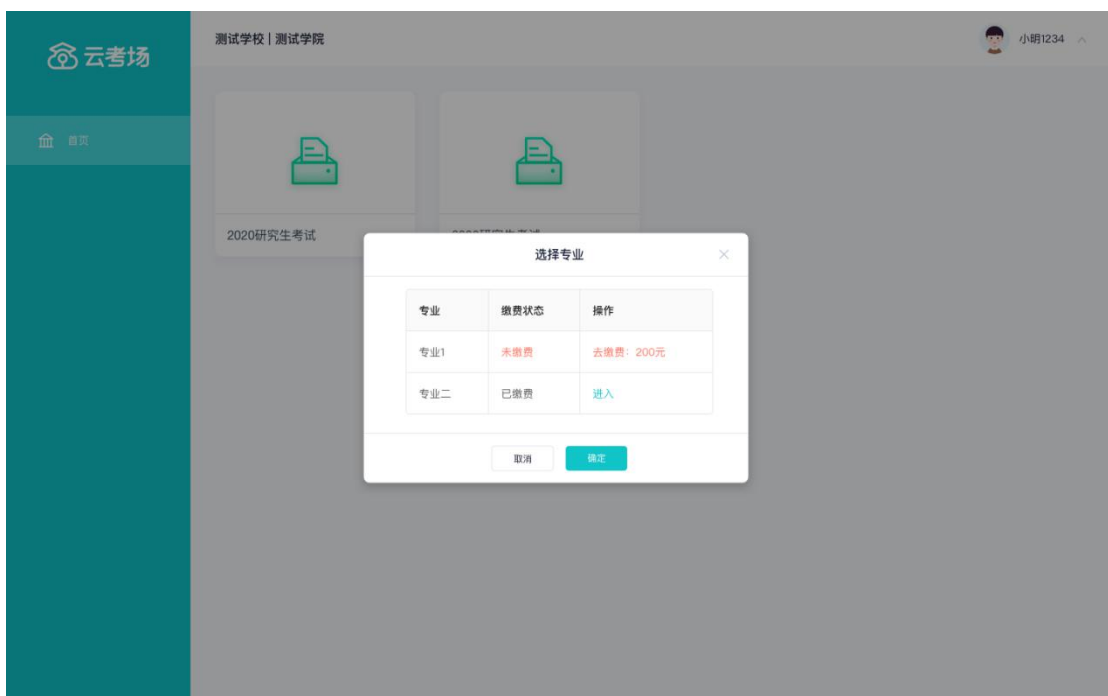 云考场
测试学校 | 测试学院
小明1234
首页
2020研究生考试
选择专业
专业 缴费状态 操作
专业1 未缴费 去缴费：200元
专业二 已缴费 进入
取消 确定